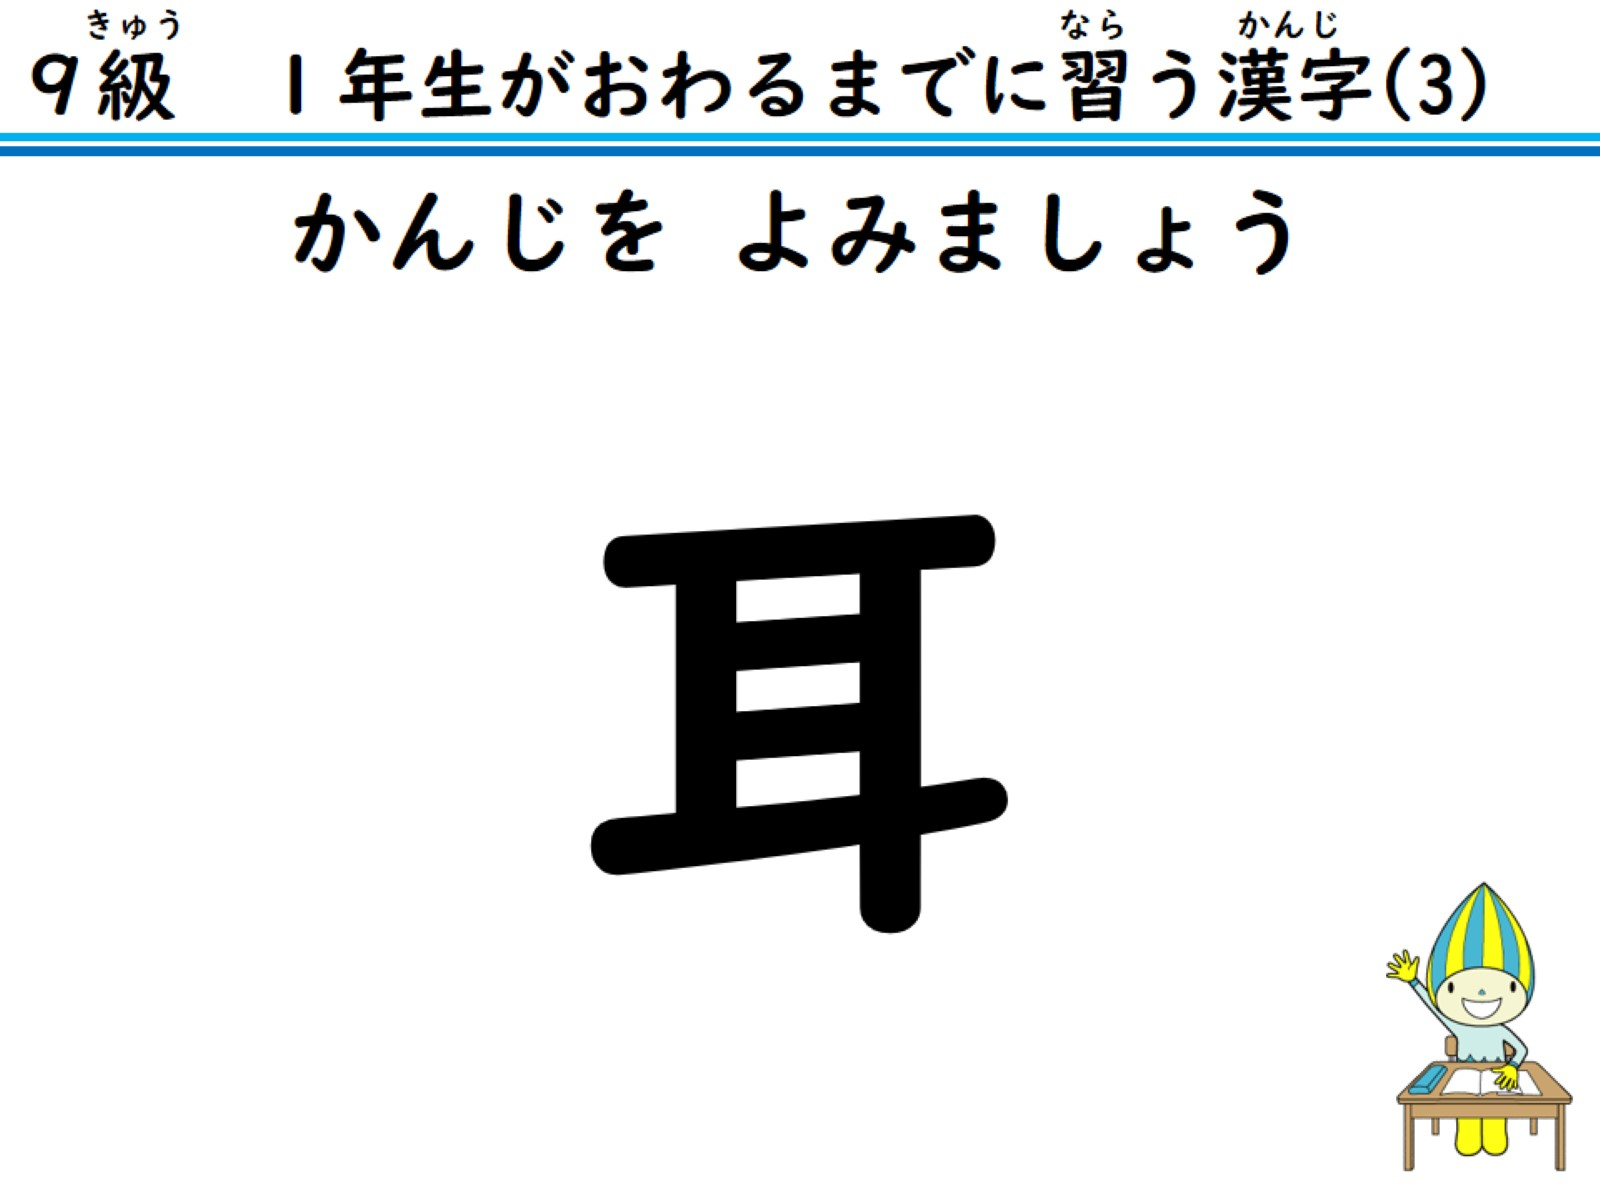 きゅう なら かんじ
9級 1年生がおわるまでに習う漢字(3)
かんじを よみましょう
耳